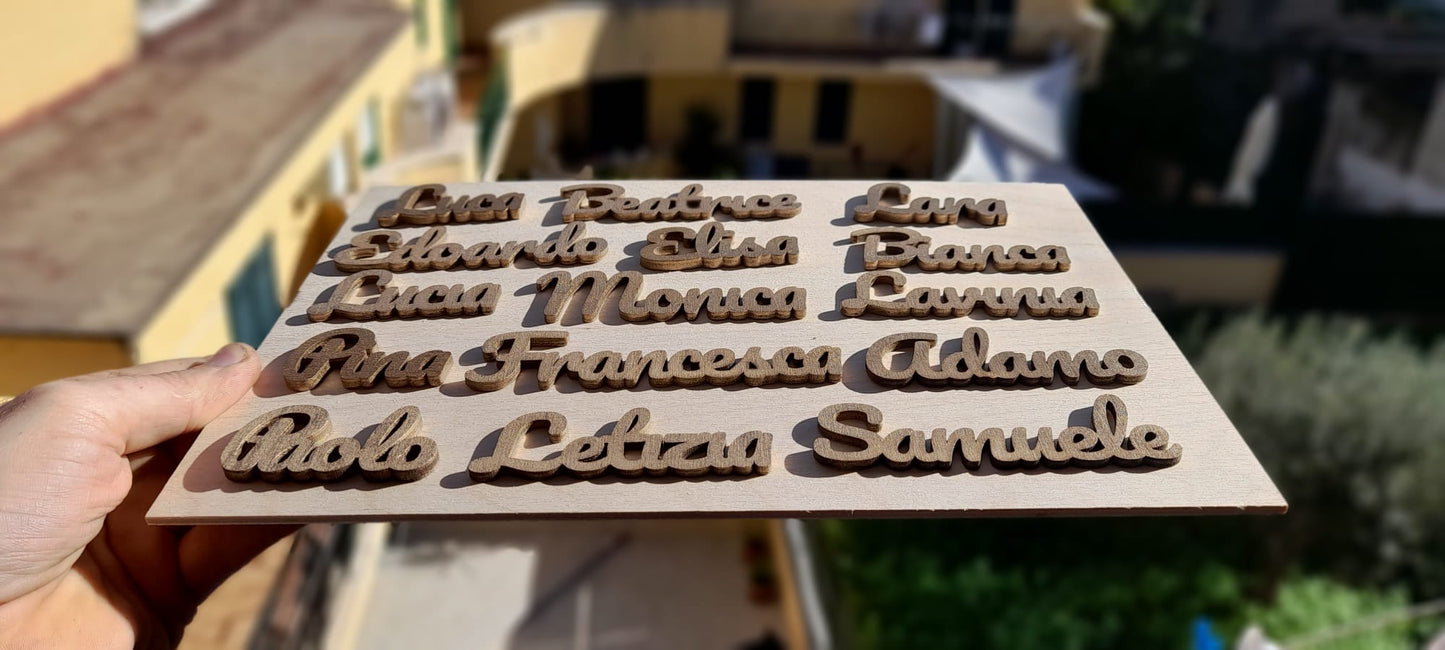 Luca Beatrice Lara
Edoardo Elisa Bianca
Lucia Monica Lavinia
Pina Francesca Adamo
Paolo Letizia Samuele